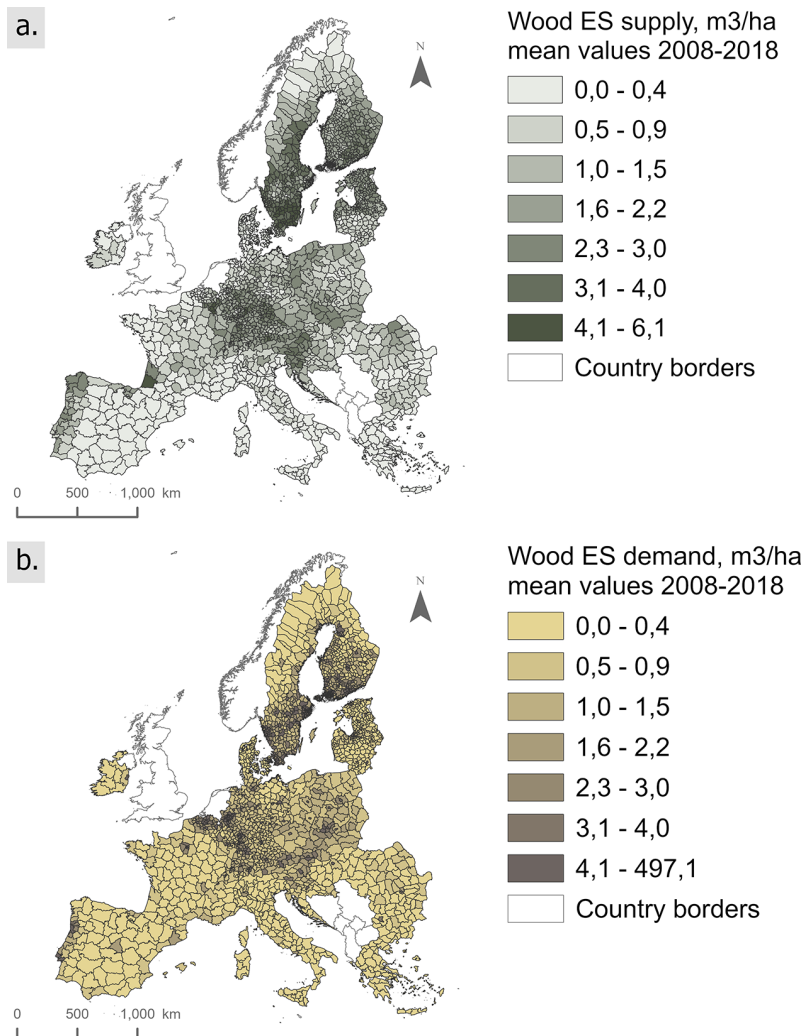 a.
N
Wood ES supply, m3/ha
mean values 2008-2018
0,0 - 0,4
0,5 - 0,9
1,0 - 1,5
1,6 - 2,2
2,3 - 3,0
3,1 - 4,0
4,1 - 6,1
Country borders
0 500 1,000 km
b.
N
Wood ES demand, m3/ha
mean values 2008-2018
0,0 - 0,4
0,5 - 0,9
1,0 - 1,5
1,6 - 2,2
2,3 - 3,0
3,1 - 4,0
4,1 - 497,1
Country borders
0 500 1,000 km